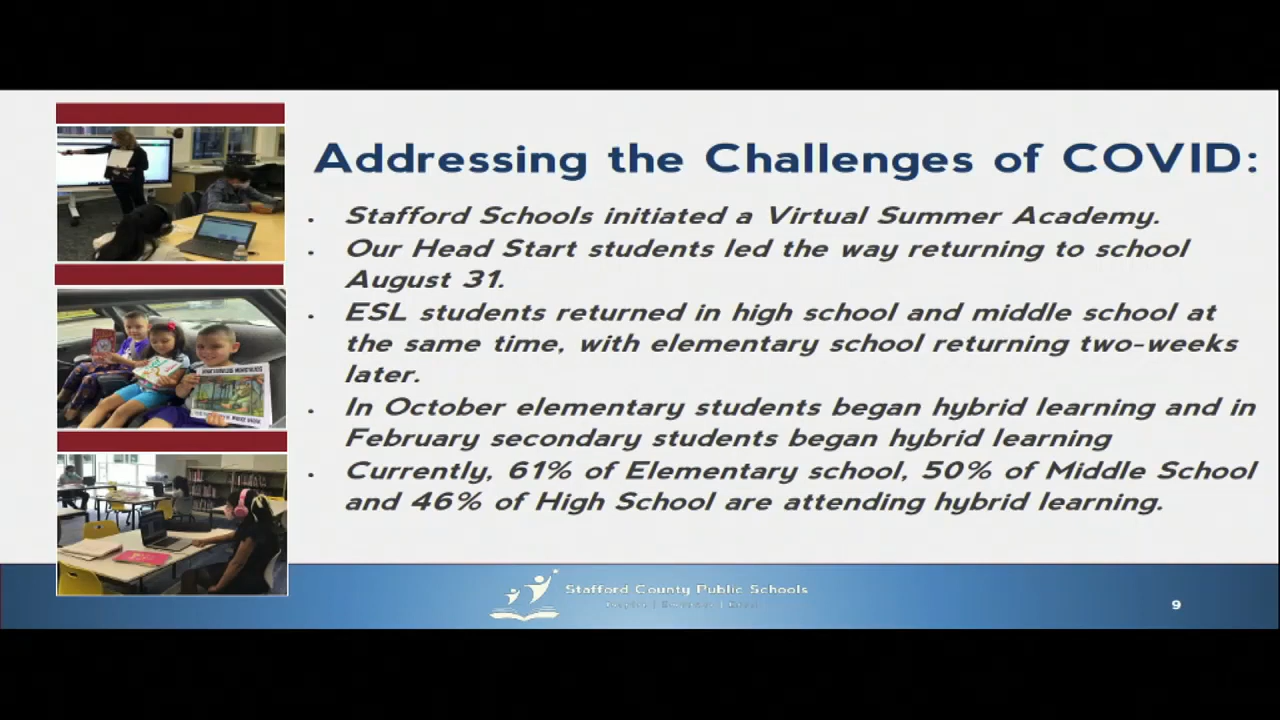 Addressing the Challenges of COVID:
• Stafford Schools initiated a Virtual Summer Academy.
• Our Head Start students led the way returning to school
August 31.
• ESL students returned in high school and middle school at
the same time, with elementary school returning two-weeks
later.
• In October elementary students began hybrid learning and in
February secondary students began hybrid learning
• Currently, 61% of Elementary school, 50% of Middle School
and 46% of High School are attending hybrid learning.
Stafford County Public Schools
9